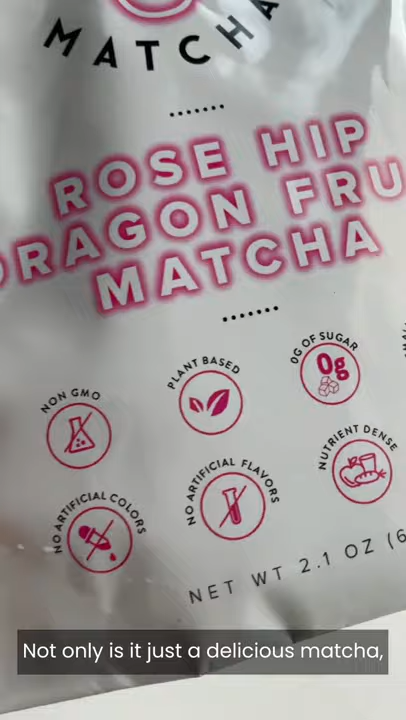 MATCHA
ROSE HIP
DRAGON FRU
MATCHA
NON GMO
PLANT BASED
0G OF SUGAR
0g
NO ARTIFICIAL COLORS
NO ARTIFICIAL FLAVORS
NUTRIENT DENSE
NET WT 2.1 OZ (6
Not only is it just a delicious matcha,